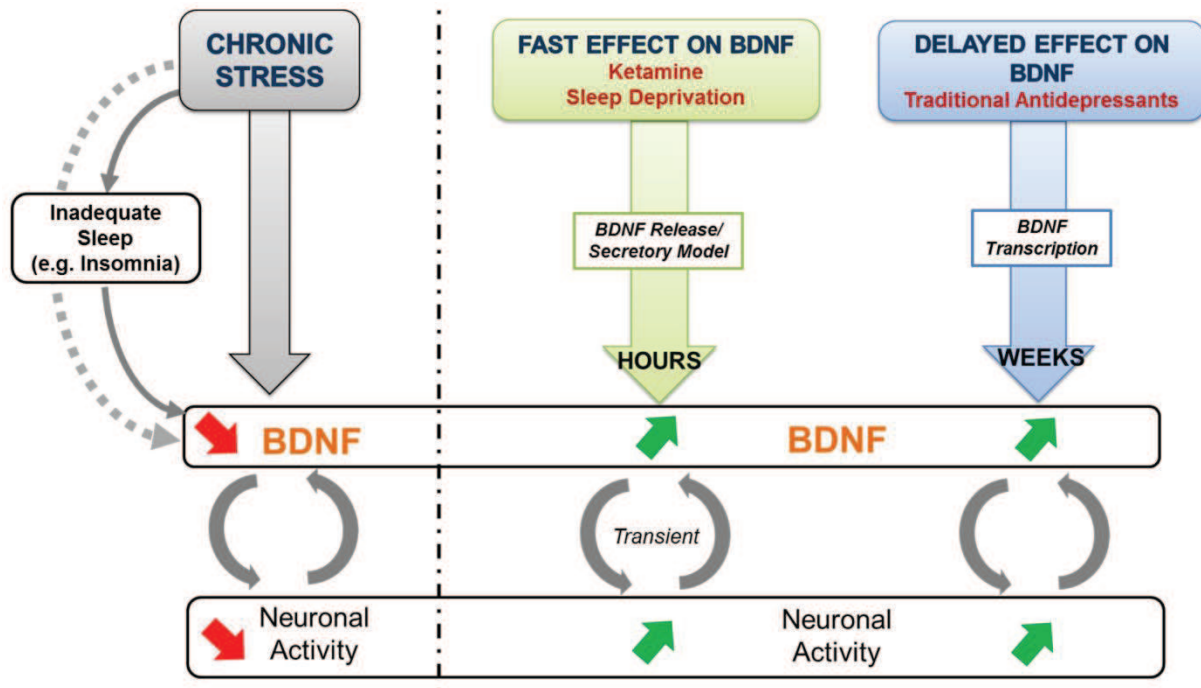 CHRONIC
STRESS
Inadequate
Sleep
(e.g. Insomnia)
FAST EFFECT ON BDNF
Ketamine
Sleep Deprivation
BDNF Release/
Secretory Model
HOURS
DELAYED EFFECT ON
BDNF
Traditional Antidepressants
BDNF
Transcription
WEEKS
BDNF
BDNF
Transient
Neuronal
Activity
Neuronal
Activity